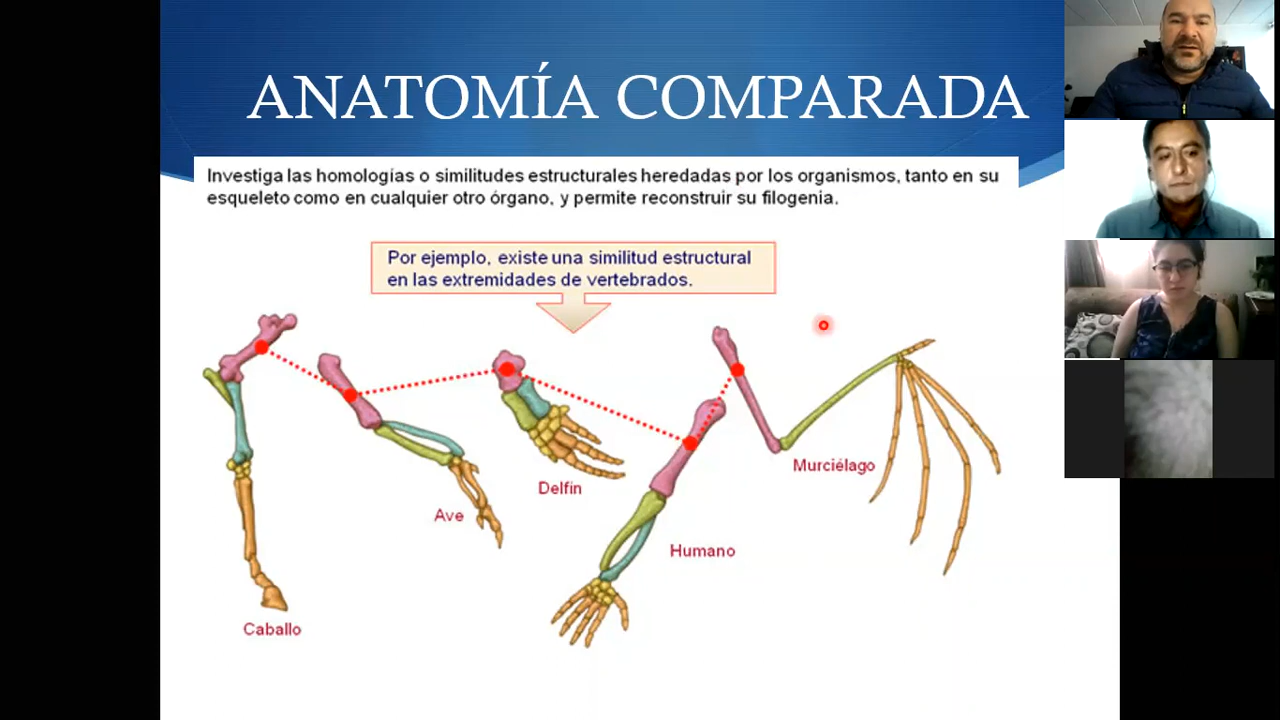 ANATOMÍA COMPARADA
Investiga las homologías o similitudes estructurales heredadas por los organismos, tanto en su
esqueleto como en cualquier otro órgano, y permite reconstruir su filogenia.
Por ejemplo, existe una similitud estructural
en las extremidades de vertebrados.
Murciélago
Delfin
Ave
Humano
Caballo